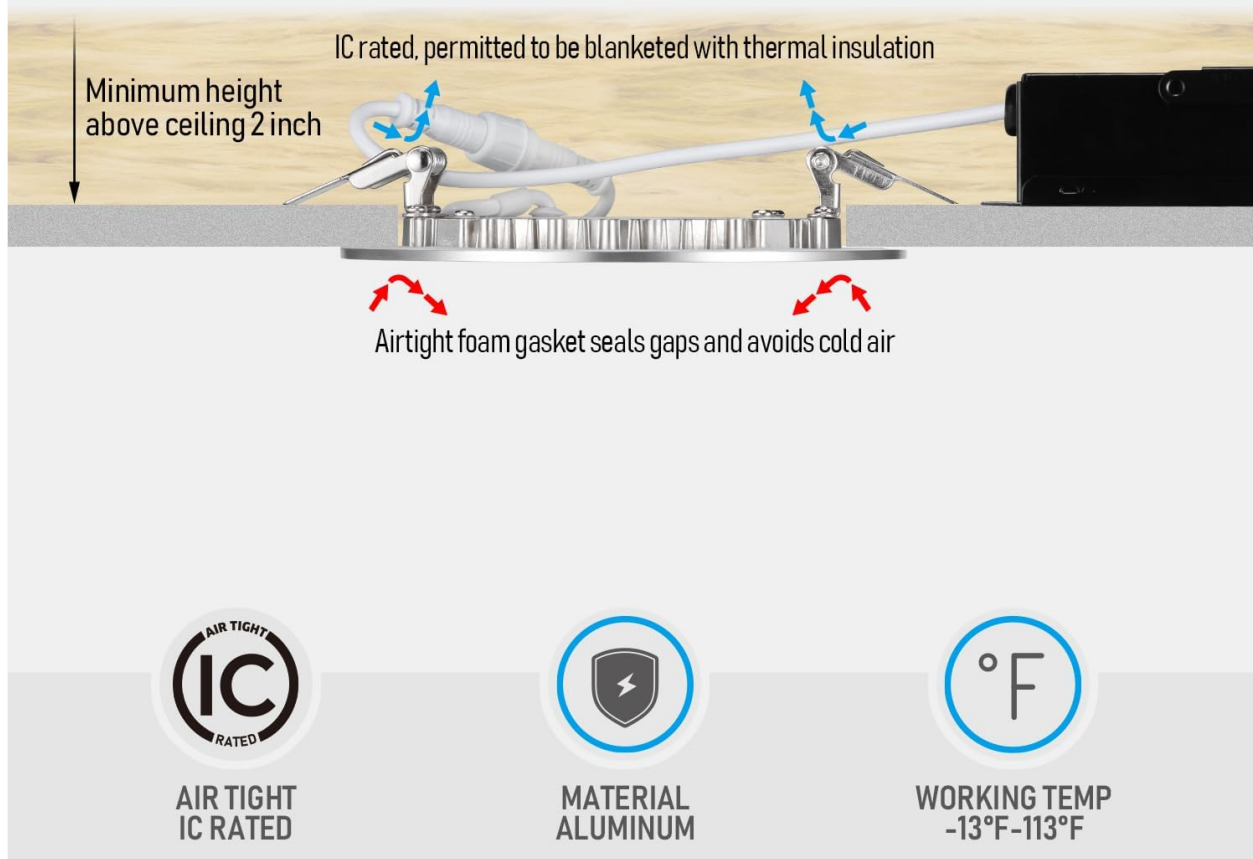 IC rated, permitted to be blanketed with thermal insulation
Minimum height
above ceiling 2 inch
Airtight foam gasket seals gaps and avoids cold air
AIR TIGHT
IC
RATED
°F
AIR TIGHT
IC RATED
MATERIAL
ALUMINUM
WORKING TEMP
-13°F-113°F